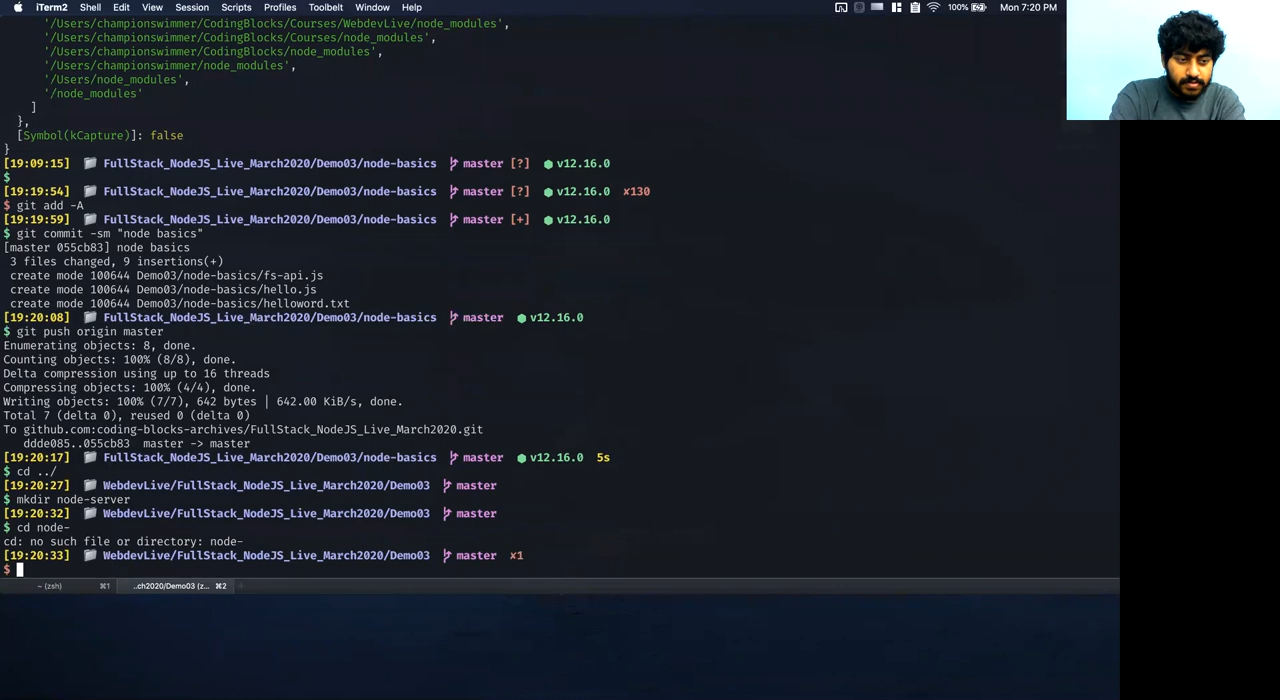 iTerm2 Shell Edit View Session Scripts Profiles Toolbelt Window Help 100% Mon 7:20 PM
'/Users/championswimmer/CodingBlocks/Courses/WebdevLive/node_modules',
'/Users/championswimmer/CodingBlocks/Courses/node_modules',
'/Users/championswimmer/CodingBlocks/node_modules',
'/Users/championswimmer/node_modules',
'/Users/node_modules',
'/node_modules'
]
},
[Symbol(kCapture)]: false
}
[19:09:15] FullStack_NodeJS_Live_March2020/Demo03/node-basics master [?] v12.16.0
$
[19:19:54] FullStack_NodeJS_Live_March2020/Demo03/node-basics master [?] v12.16.0 ✘130
$ git add -A
[19:19:59] FullStack_NodeJS_Live_March2020/Demo03/node-basics master [+] v12.16.0
$ git commit -sm "node basics"
[master 055cb83] node basics
3 files changed, 9 insertions(+)
create mode 100644 Demo03/node-basics/fs-api.js
create mode 100644 Demo03/node-basics/hello.js
create mode 100644 Demo03/node-basics/helloword.txt
[19:20:08] FullStack_NodeJS_Live_March2020/Demo03/node-basics master v12.16.0
$ git push origin master
Enumerating objects: 8, done.
Counting objects: 100% (8/8), done.
Delta compression using up to 16 threads
Compressing objects: 100% (4/4), done.
Writing objects: 100% (7/7), 642 bytes | 642.00 KiB/s, done.
Total 7 (delta 0), reused 0 (delta 0)
To github.com:coding-blocks-archives/FullStack_NodeJS_Live_March2020.git
ddde085..055cb83 master -> master
[19:20:17] FullStack_NodeJS_Live_March2020/Demo03/node-basics master v12.16.0 5s
$ cd ../
[19:20:27] WebdevLive/FullStack_NodeJS_Live_March2020/Demo03 master
$ mkdir node-server
[19:20:32] WebdevLive/FullStack_NodeJS_Live_March2020/Demo03 master
$ cd node-
cd: no such file or directory: node-
[19:20:33] WebdevLive/FullStack_NodeJS_Live_March2020/Demo03 master ✘1
$
~ (zsh) ⌘1 ..ch2020/Demo03 (z... ⌘2